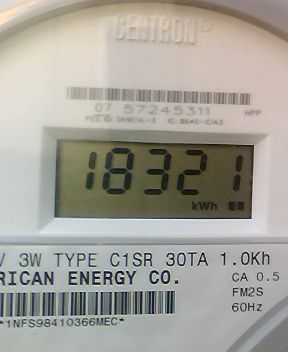 CENTRON®
07 57245311
HPP
18321
kWh
V 3W TYPE C1SR 30TA 1.0Kh
RICAN ENERGY CO.
CA 0.5
FM2S
60Hz
*1NFS98410366MEC*